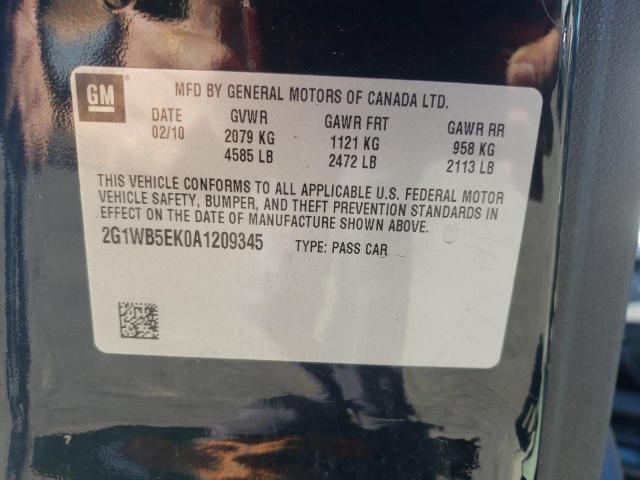 GM
MFD BY GENERAL MOTORS OF CANADA LTD.
DATE GVWR GAWR FRT GAWR RR
02/10 2079 KG 1121 KG 958 KG
4585 LB 2472 LB 2113 LB
THIS VEHICLE CONFORMS TO ALL APPLICABLE U.S. FEDERAL MOTOR
VEHICLE SAFETY, BUMPER, AND THEFT PREVENTION STANDARDS IN
EFFECT ON THE DATE OF MANUFACTURE SHOWN ABOVE.
2G1WB5EK0A1209345 TYPE: PASS CAR